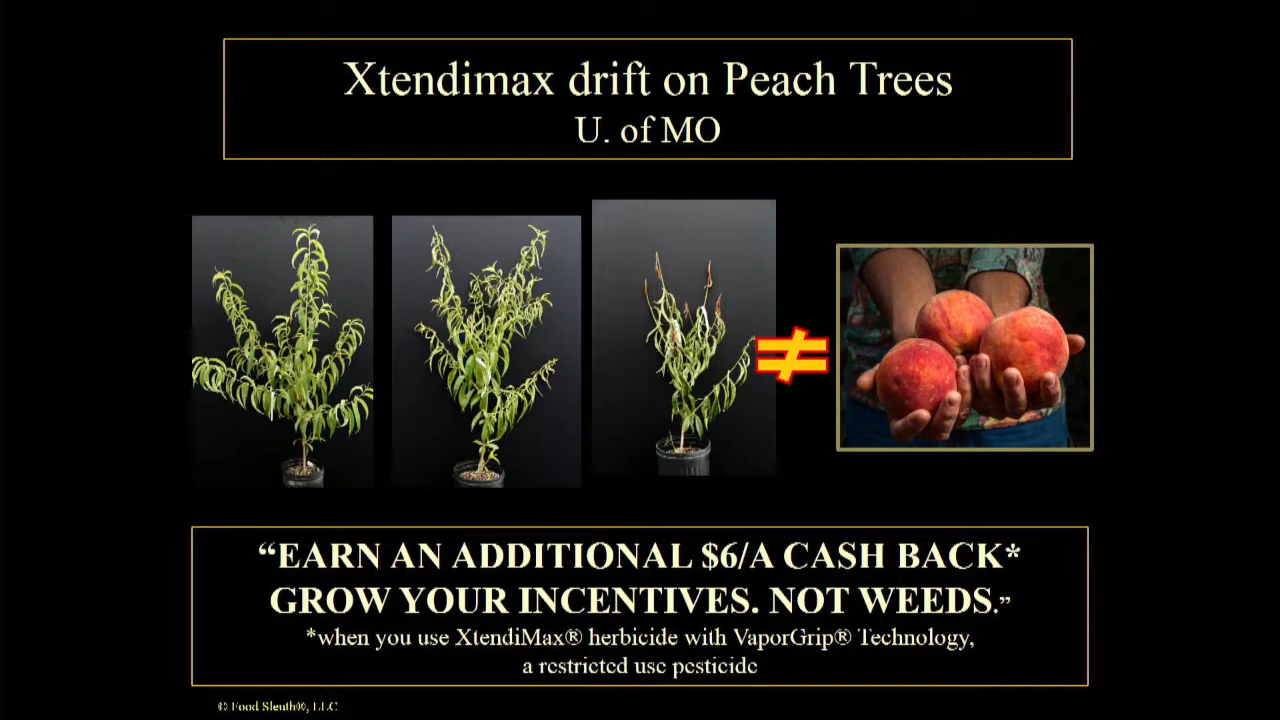 Xtendimax drift on Peach Trees
U. of MO
≠
“EARN AN ADDITIONAL $6/A CASH BACK*
GROW YOUR INCENTIVES. NOT WEEDS.”
*when you use XtendiMax® herbicide with VaporGrip® Technology,
a restricted use pesticide
© Food Sleuth®, LLC